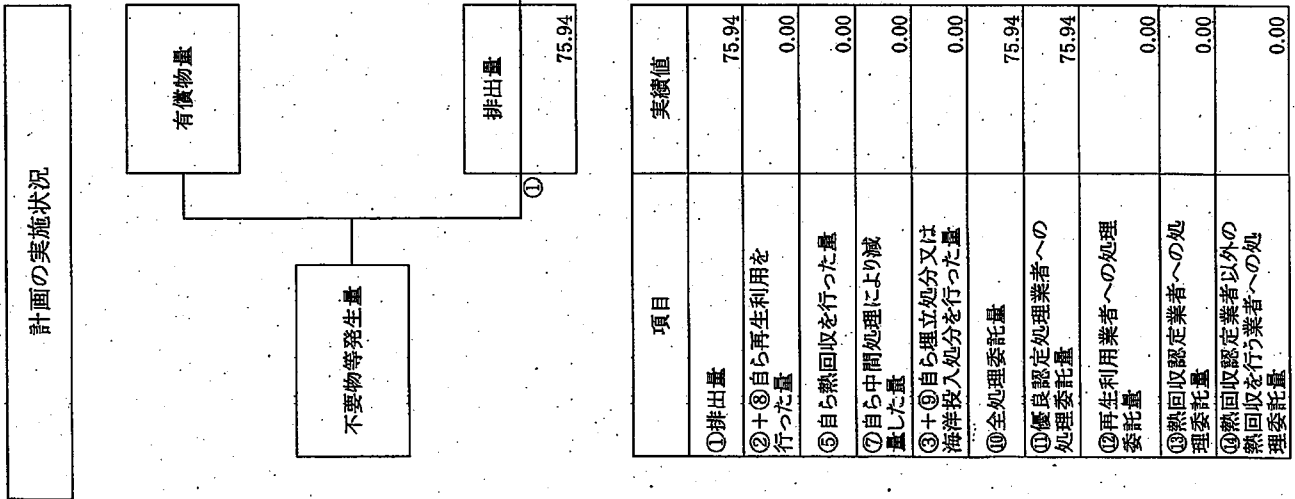 計画の実施状況
有償物量
不要物等発生量
排出量
①
75.94
項目
実績値
①排出量
75.94
②+⑧自ら再生利用を
行った量
0.00
⑤自ら熱回収を行った量
0.00
⑦自ら中間処理により減
量した量
0.00
③+⑨自ら埋立処分又は
海洋投入処分を行った量
0.00
⑩全処理委託量
75.94
⑪優良認定処理業者への
処理委託量
75.94
⑫再生利用業者への処理
委託量
0.00
⑬熱回収認定業者への処
理委託量
0.00
⑭熱回収認定業者以外の
熱回収を行う業者への処
理委託量
0.00